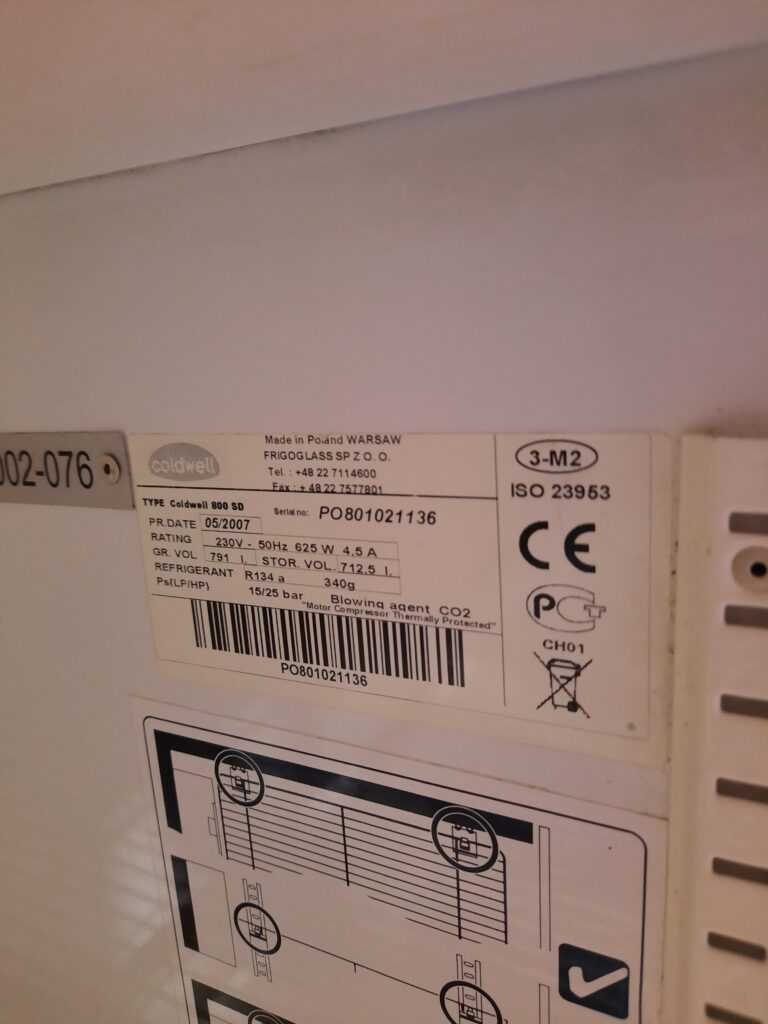 002-076
coldwell
Made in Poland WARSAW
FRIGOGLASS SP Z O. O.
Tel. : +48 22 7114600
Fax : + 48 22 7577801
TYPE Coldwell 800 SD
Serial no: PO801021136
PR.DATE 05/2007
RATING 230V - 50Hz 625 W 4,5 A
GR. VOL 791 l, STOR. VOL 712,5 l,
REFRIGERANT R134 a 340g
Ps(LP/HP) 15/25 bar Blowing agent CO2
"Motor Compressor Thermally Protected"
PO801021136
3-M2
ISO 23953
CE
PCT
CH01